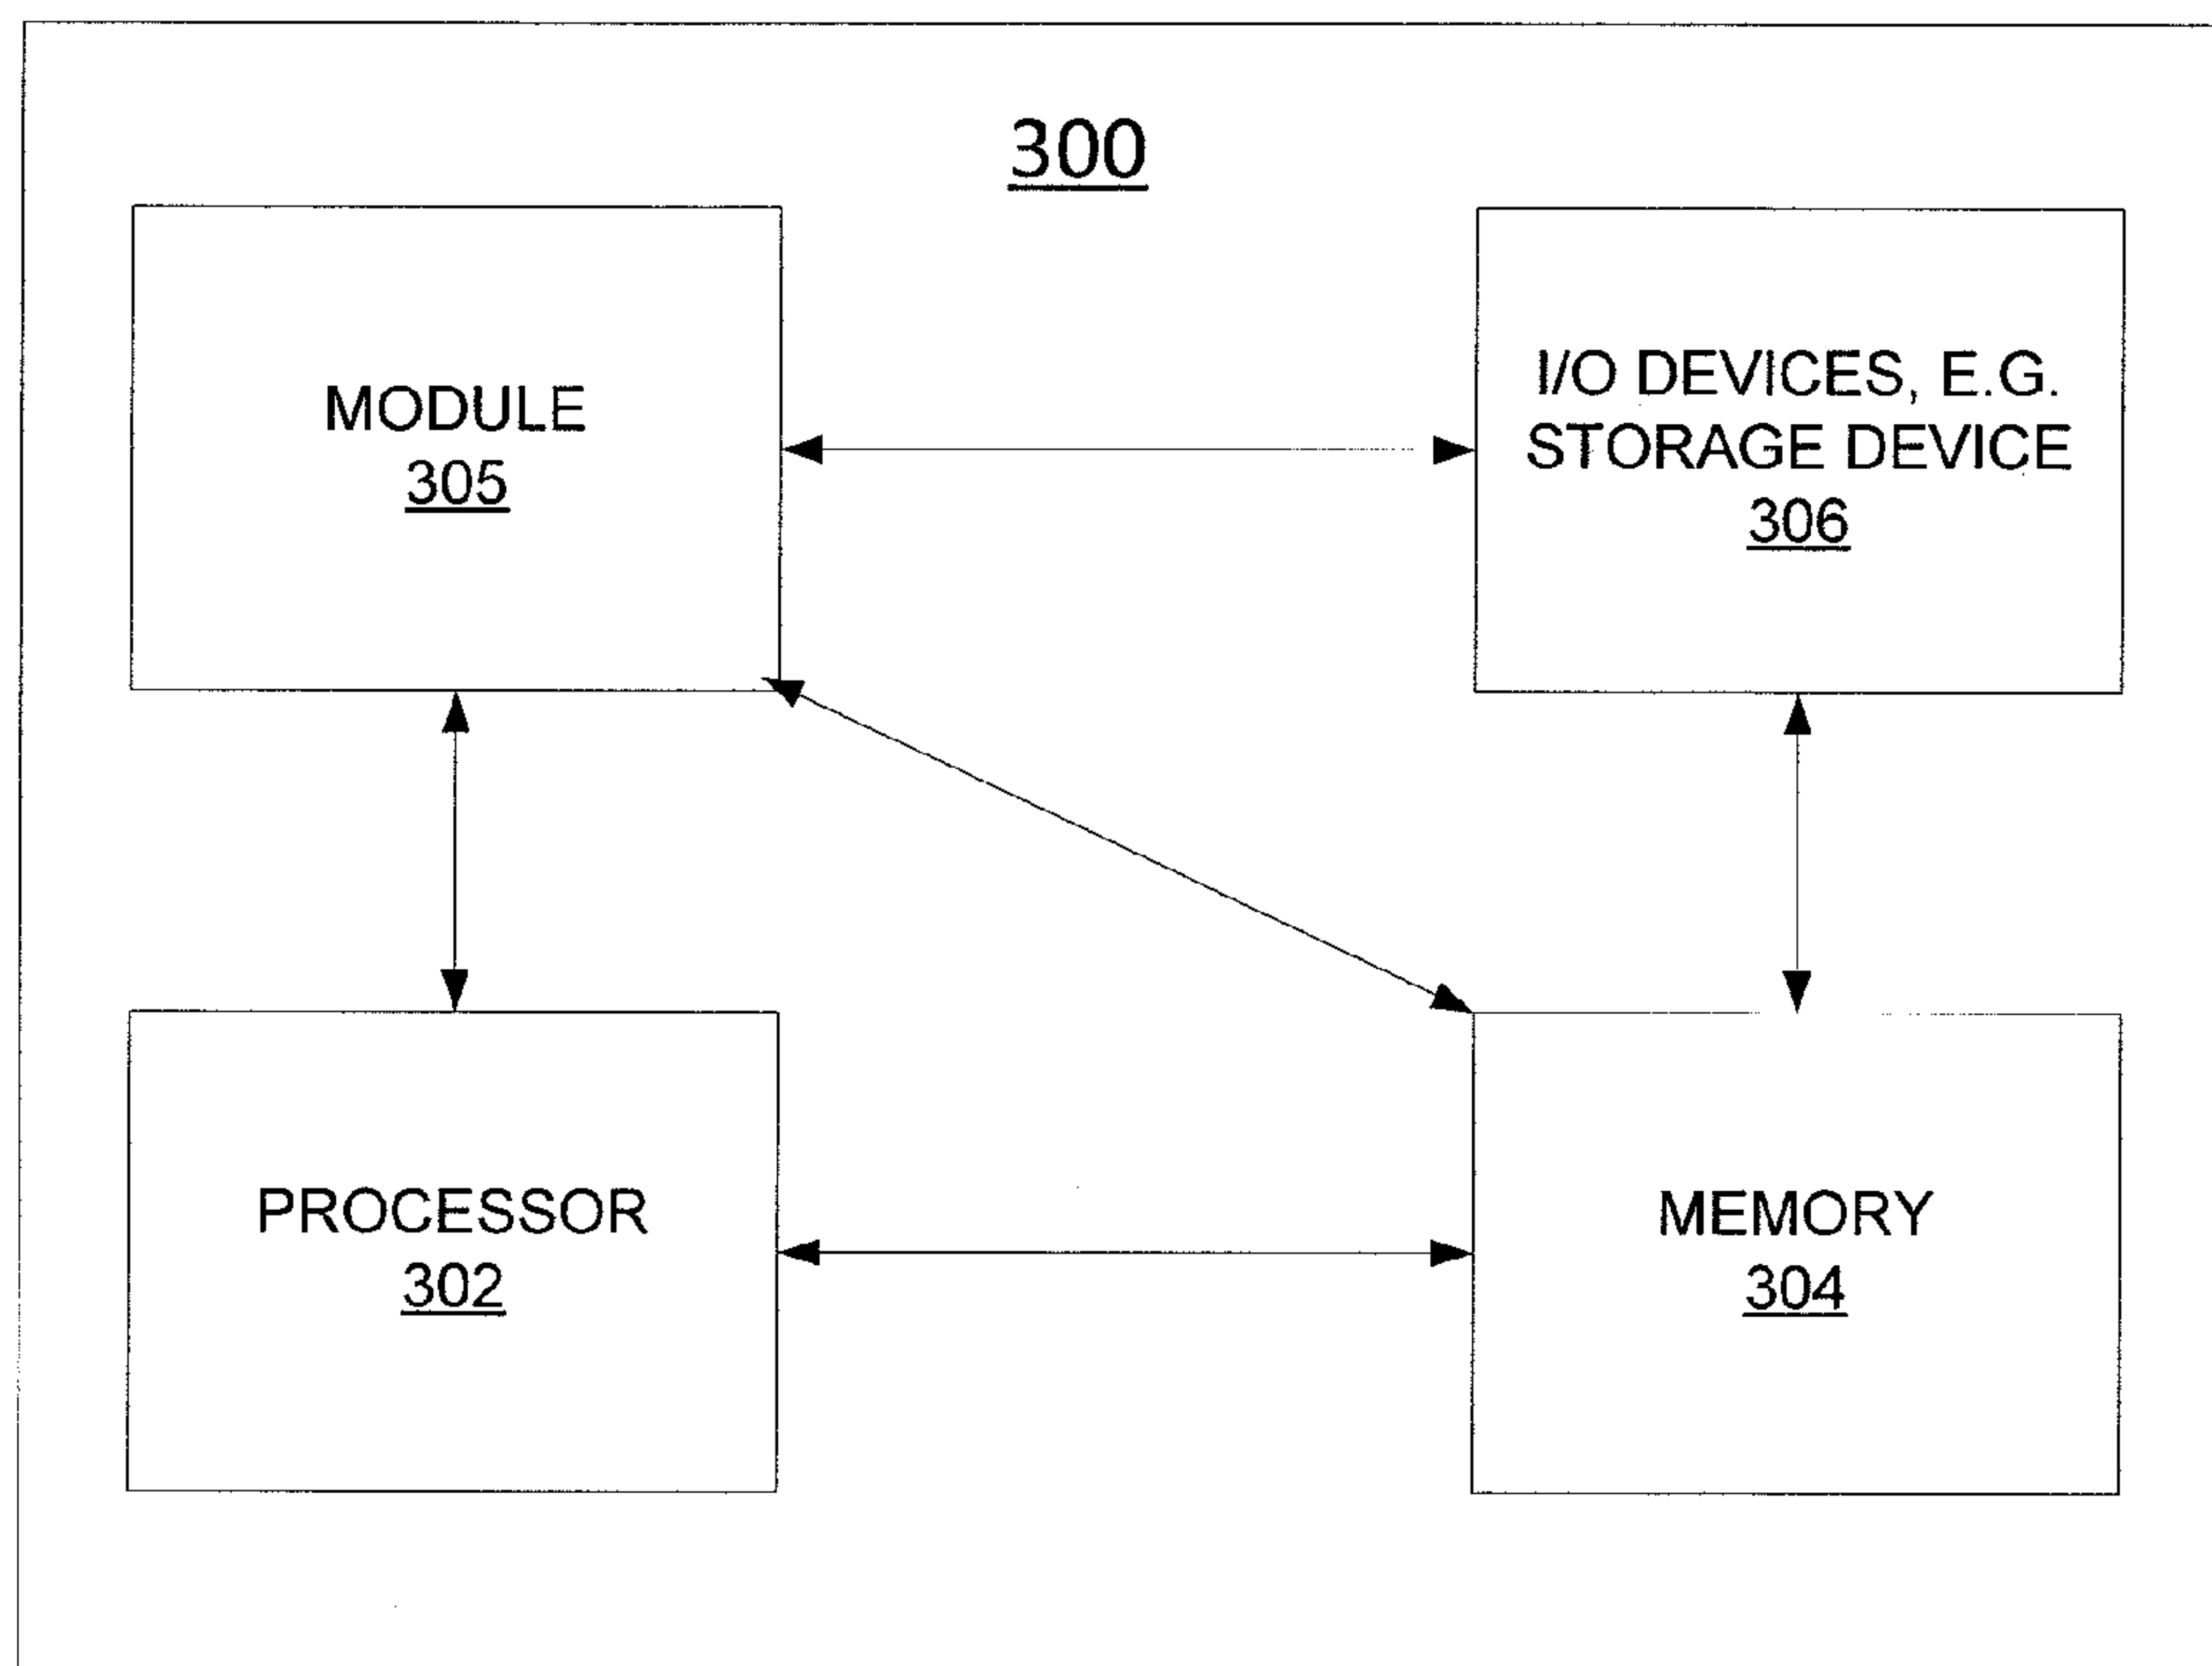 300
MODULE
305
I/O DEVICES, E.G.
STORAGE DEVICE
306
PROCESSOR
302
MEMORY
304